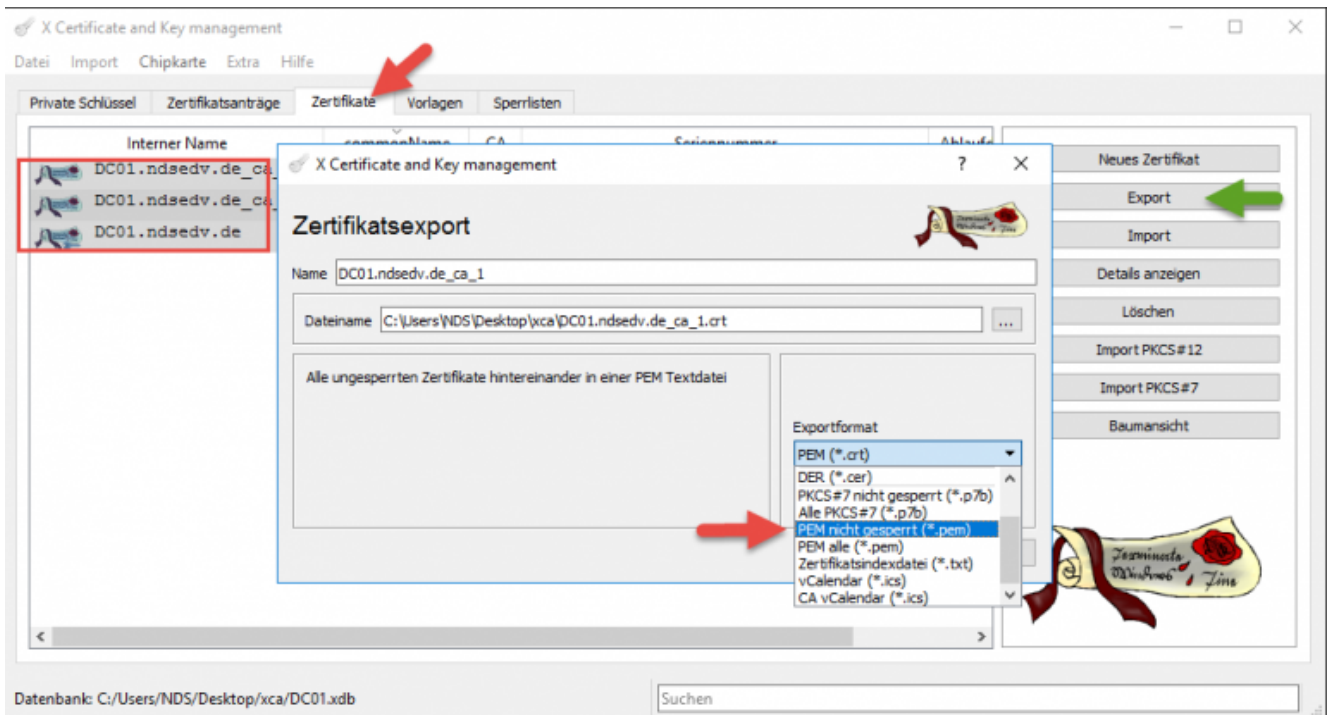 X Certificate and Key management
Datei Import Chipkarte Extra Hilfe
Private Schlüssel Zertifikatsanträge Zertifikate Vorlagen Sperrlisten
Interner Name commonName CA Seriennummer Ablaufd
DC01.ndsedv.de_ca_
DC01.ndsedv.de_ca_
DC01.ndsedv.de
X Certificate and Key management ?
Zertifikatsexport
Name DC01.ndsedv.de_ca_1
Dateiname C:\Users\NDS\Desktop\xca\DC01.ndsedv.de_ca_1.crt ...
Alle ungesperrten Zertifikate hintereinander in einer PEM Textdatei
Exportformat
PEM (*.crt)
DER (*.cer)
PKCS#7 nicht gesperrt (*.p7b)
Alle PKCS#7 (*.p7b)
PEM nicht gesperrt (*.pem)
PEM alle (*.pem)
Zertifikatsindexdatei (*.txt)
vCalendar (*.ics)
CA vCalendar (*.ics)
Neues Zertifikat
Export
Import
Details anzeigen
Löschen
Import PKCS#12
Import PKCS#7
Baumansicht
Datenbank: C:/Users/NDS/Desktop/xca/DC01.xdb Suchen